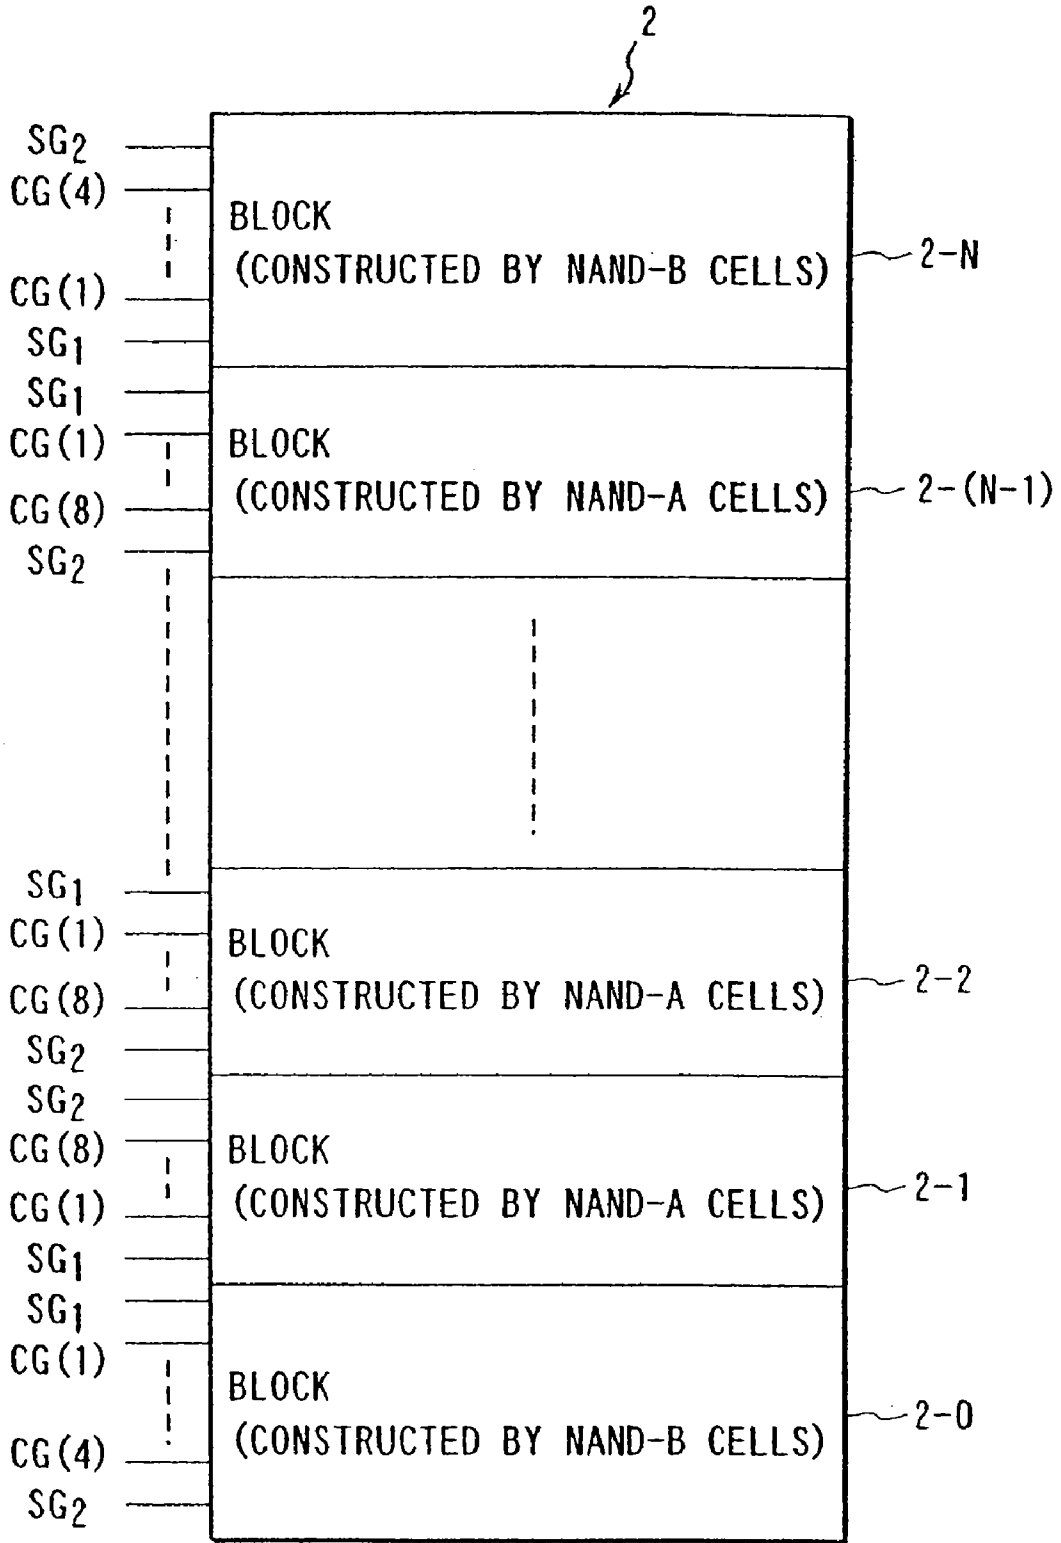 2
SG2
CG(4)
BLOCK
(CONSTRUCTED BY NAND-B CELLS)
2-N
CG(1)
SG1
SG1
CG(1)
BLOCK
(CONSTRUCTED BY NAND-A CELLS)
2-(N-1)
CG(8)
SG2
SG1
CG(1)
BLOCK
(CONSTRUCTED BY NAND-A CELLS)
2-2
CG(8)
SG2
SG2
CG(8)
BLOCK
(CONSTRUCTED BY NAND-A CELLS)
2-1
CG(1)
SG1
SG1
CG(1)
BLOCK
(CONSTRUCTED BY NAND-B CELLS)
2-0
CG(4)
SG2